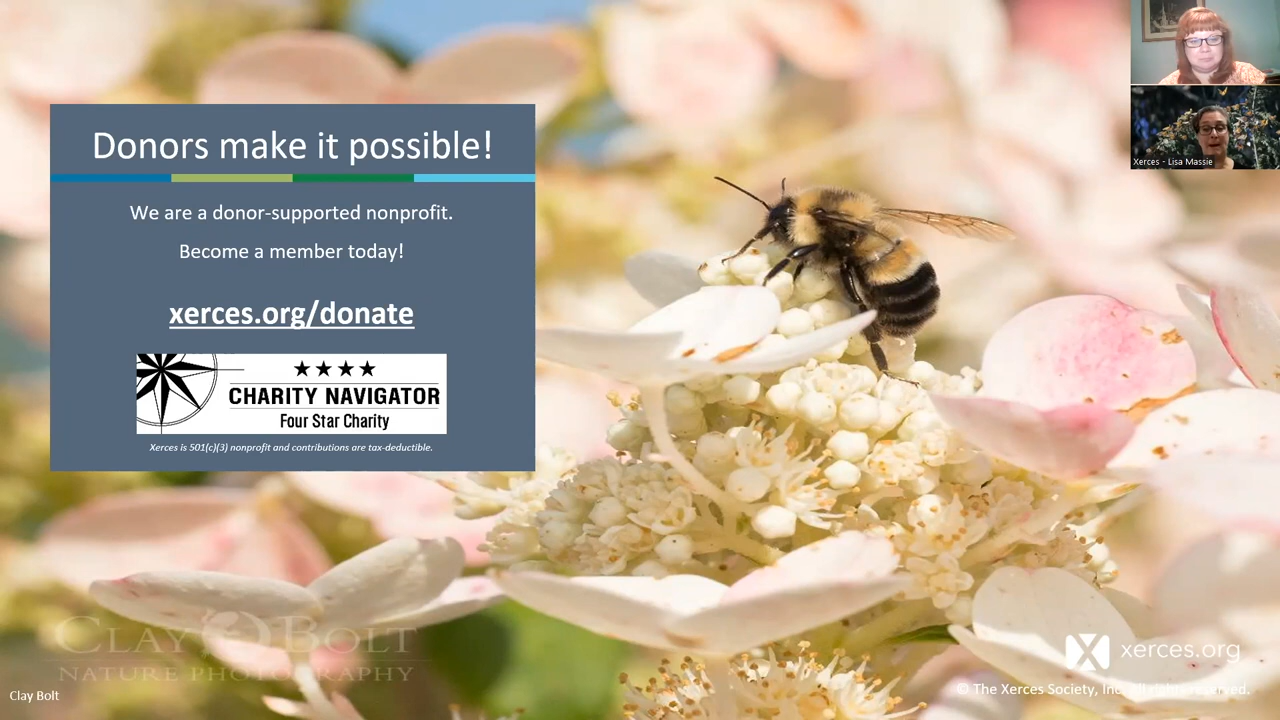 Donors make it possible!
We are a donor-supported nonprofit.
Become a member today!
xerces.org/donate
CHARITY NAVIGATOR
Four Star Charity
Xerces is 501(c)(3) nonprofit and contributions are tax-deductible.
Xerces - Lisa Massie
CLAY BOLT
NATURE PHOTOGRAPHY
Clay Bolt
xerces.org
© The Xerces Society, Inc. All rights reserved.